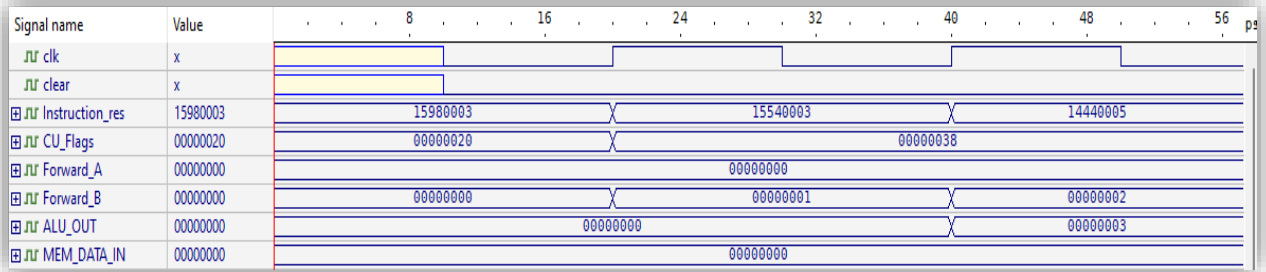 Signal name Value 8 16 24 32 40 48 56 ps
clk x
clear x
Instruction_res 15980003 15980003 15540003 14440005
CU_Flags 00000020 00000020 00000038
Forward_A 00000000 00000000
Forward_B 00000000 00000000 00000001 00000002
ALU_OUT 00000000 00000000 00000003
MEM_DATA_IN 00000000 00000000